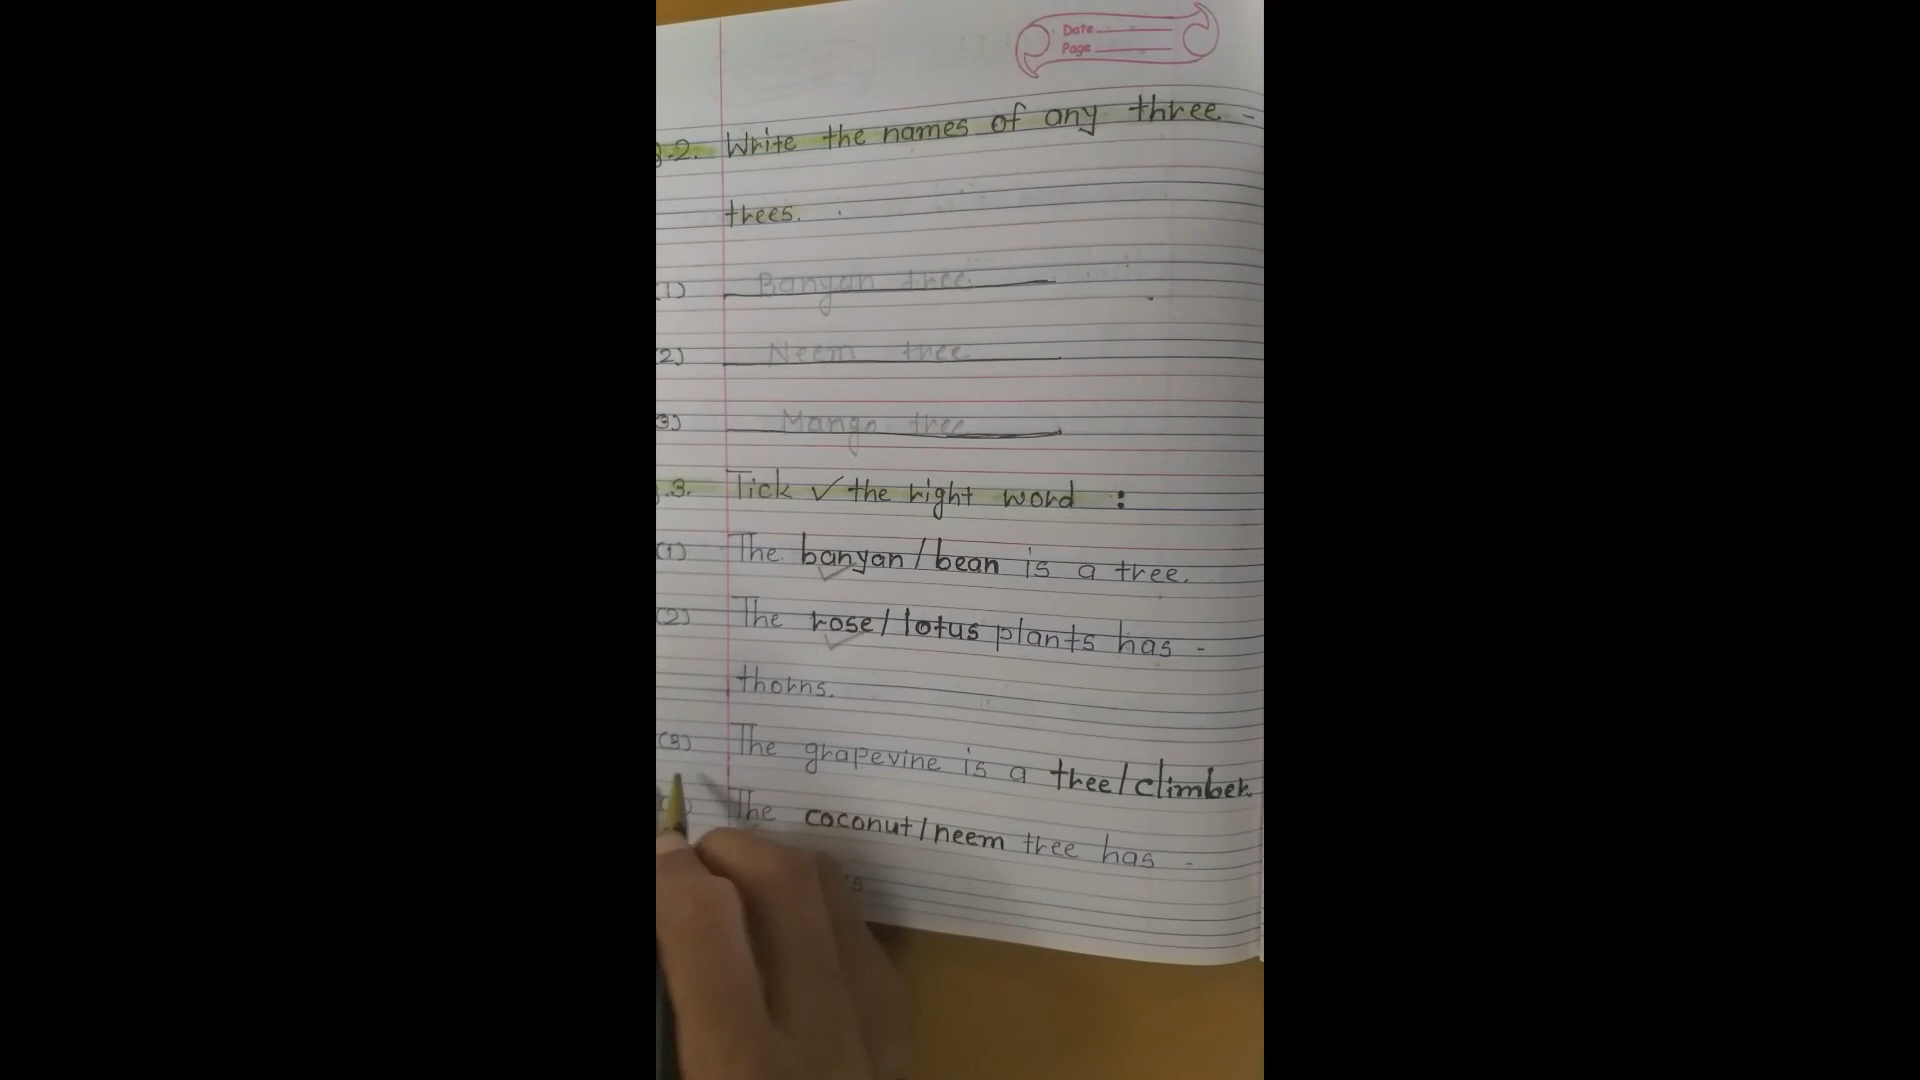 Date
Page
.2. Write the names of any three -
trees.
(1) Banyan tree
(2) Neem tree
(3) Mango tree
.3. Tick ✓ the right word :
(1) The banyan/bean is a tree.
(2) The rose/lotus plants has -
thorns.
(3) The grapevine is a tree/climber.
The coconut/neem tree has -